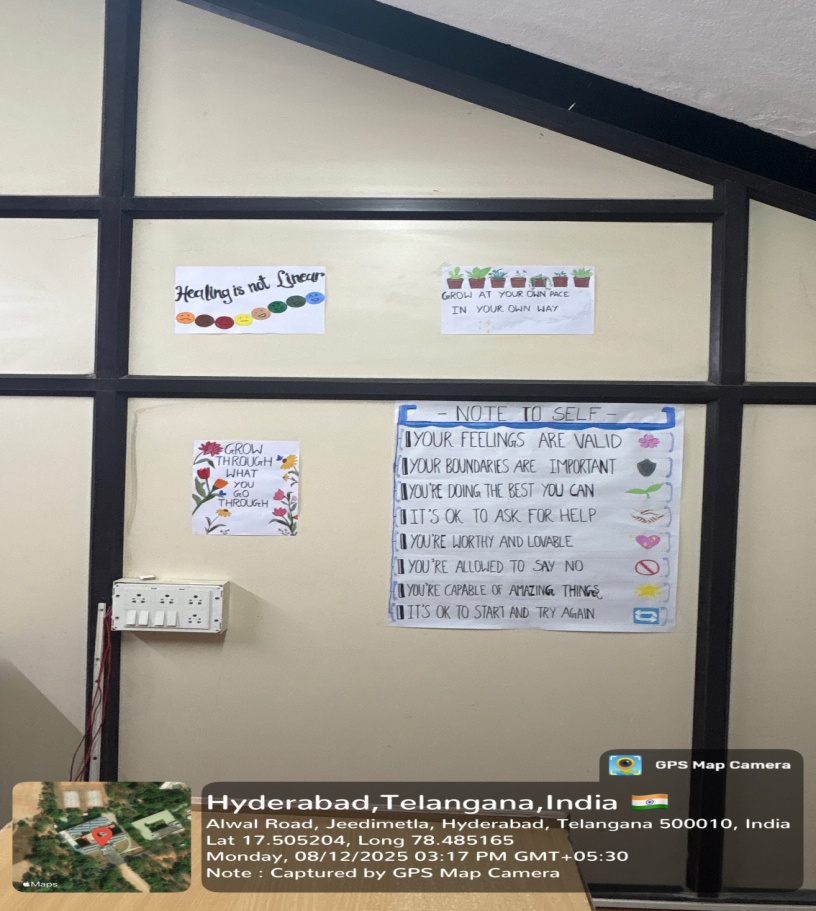 Healing is not Linear
GROW AT YOUR OWN PACE
IN YOUR OWN WAY
GROW
THROUGH
WHAT
YOU
GO
THROUGH
- NOTE TO SELF -
YOUR FEELINGS ARE VALID
YOUR BOUNDARIES ARE IMPORTANT
YOU'RE DOING THE BEST YOU CAN
IT'S OK TO ASK FOR HELP
YOU'RE WORTHY AND LOVABLE
YOU'RE ALLOWED TO SAY NO
YOU'RE CAPABLE OF AMAZING THINGS
IT'S OK TO START AND TRY AGAIN.
GPS Map Camera
Hyderabad,Telangana,India
Alwal Road, Jeedimetla, Hyderabad, Telangana 500010, India
Lat 17.505204, Long 78.485165
Monday, 08/12/2025 03:17 PM GMT+05:30
Note : Captured by GPS Map Camera
Maps